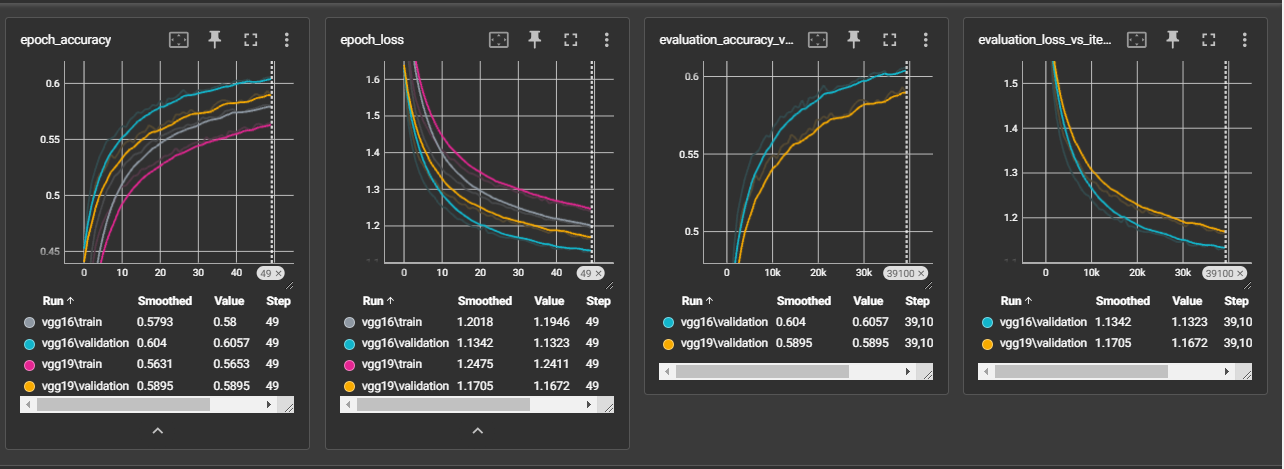 epoch_accuracy
0.6
0.55
0.5
0.45
0 10 20 30 40 49 ×
Run ↑ Smoothed Value Step
vgg16\train 0.5793 0.58 49
vgg16\validation 0.604 0.6057 49
vgg19\train 0.5631 0.5653 49
vgg19\validation 0.5895 0.5895 49
epoch_loss
1.6
1.5
1.4
1.3
1.2
0 10 20 30 40 49 ×
Run ↑ Smoothed Value Step
vgg16\train 1.2018 1.1946 49
vgg16\validation 1.1342 1.1323 49
vgg19\train 1.2475 1.2411 49
vgg19\validation 1.1705 1.1672 49
evaluation_accuracy_v...
0.6
0.55
0.5
0 10k 20k 30k 39100 ×
Run ↑ Smoothed Value Step
vgg16\validation 0.604 0.6057 39,10
vgg19\validation 0.5895 0.5895 39,10
evaluation_loss_vs_ite...
1.5
1.4
1.3
1.2
0 10k 20k 30k 39100 ×
Run ↑ Smoothed Value Step
vgg16\validation 1.1342 1.1323 39,10
vgg19\validation 1.1705 1.1672 39,10